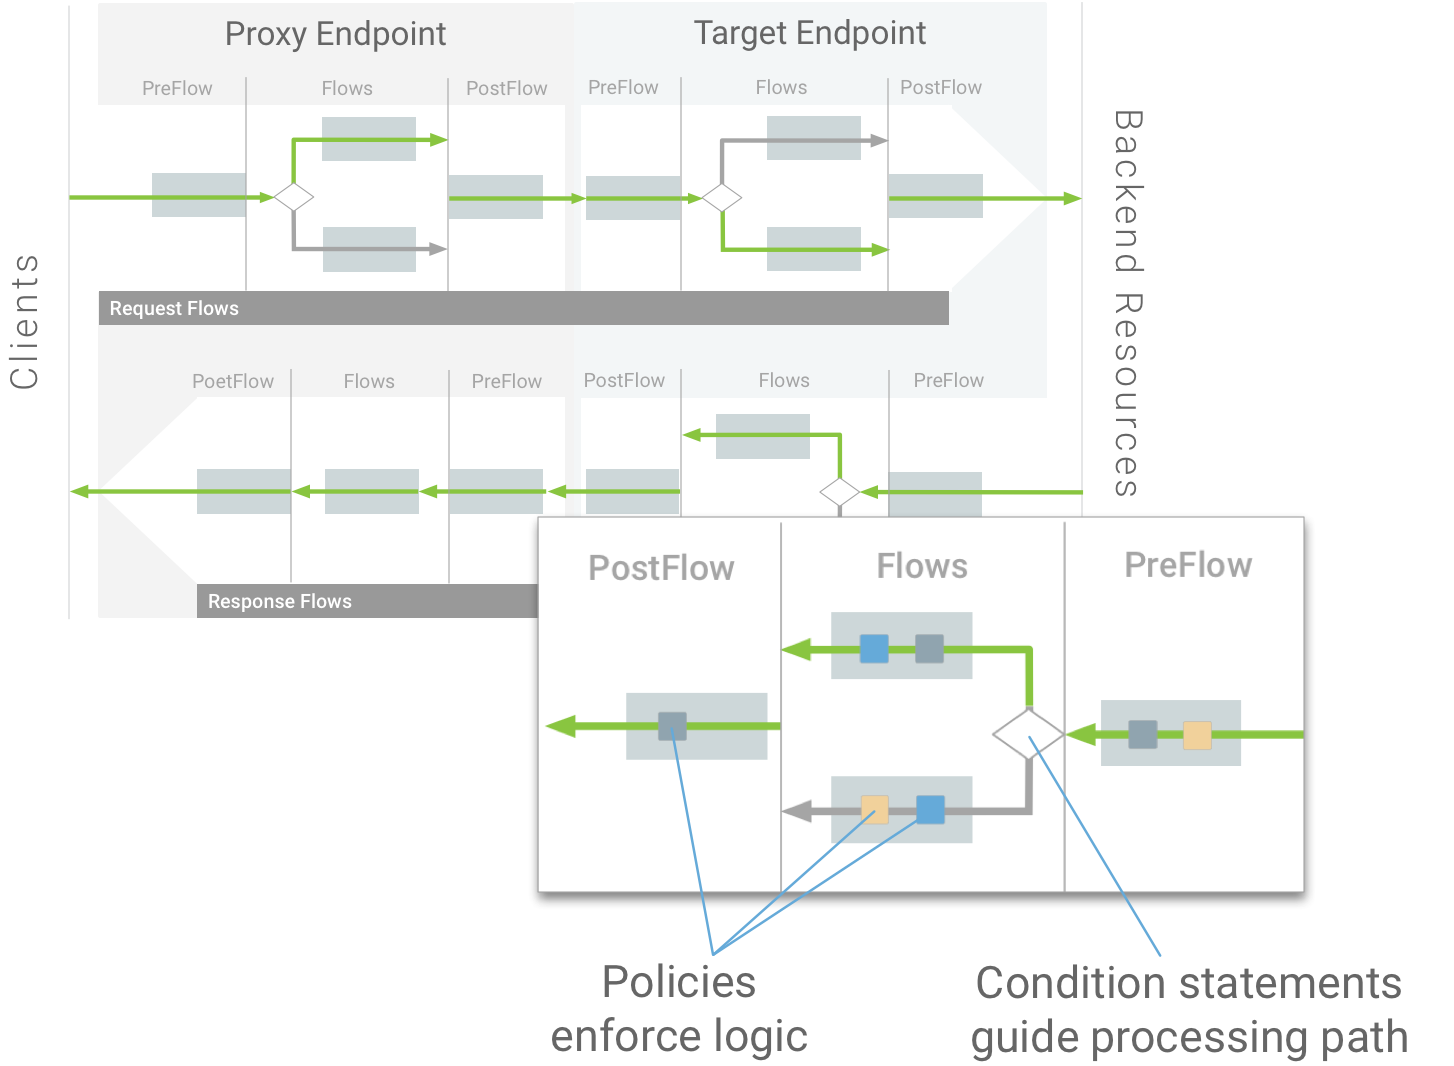 Proxy Endpoint
Target Endpoint
PreFlow
Flows
PostFlow
PreFlow
Flows
PostFlow
Clients
Backend Resources
Request Flows
PoetFlow
Flows
PreFlow
PostFlow
Flows
PreFlow
Response Flows
PostFlow
Flows
PreFlow
Policies
enforce logic
Condition statements
guide processing path